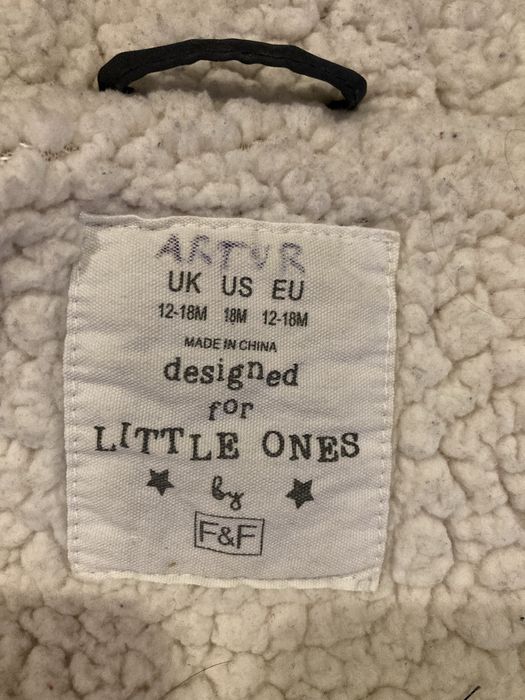 ARTUR
UK US EU
12-18M 18M 12-18M
MADE IN CHINA
designed
for
LITTLE ONES
by
F&F